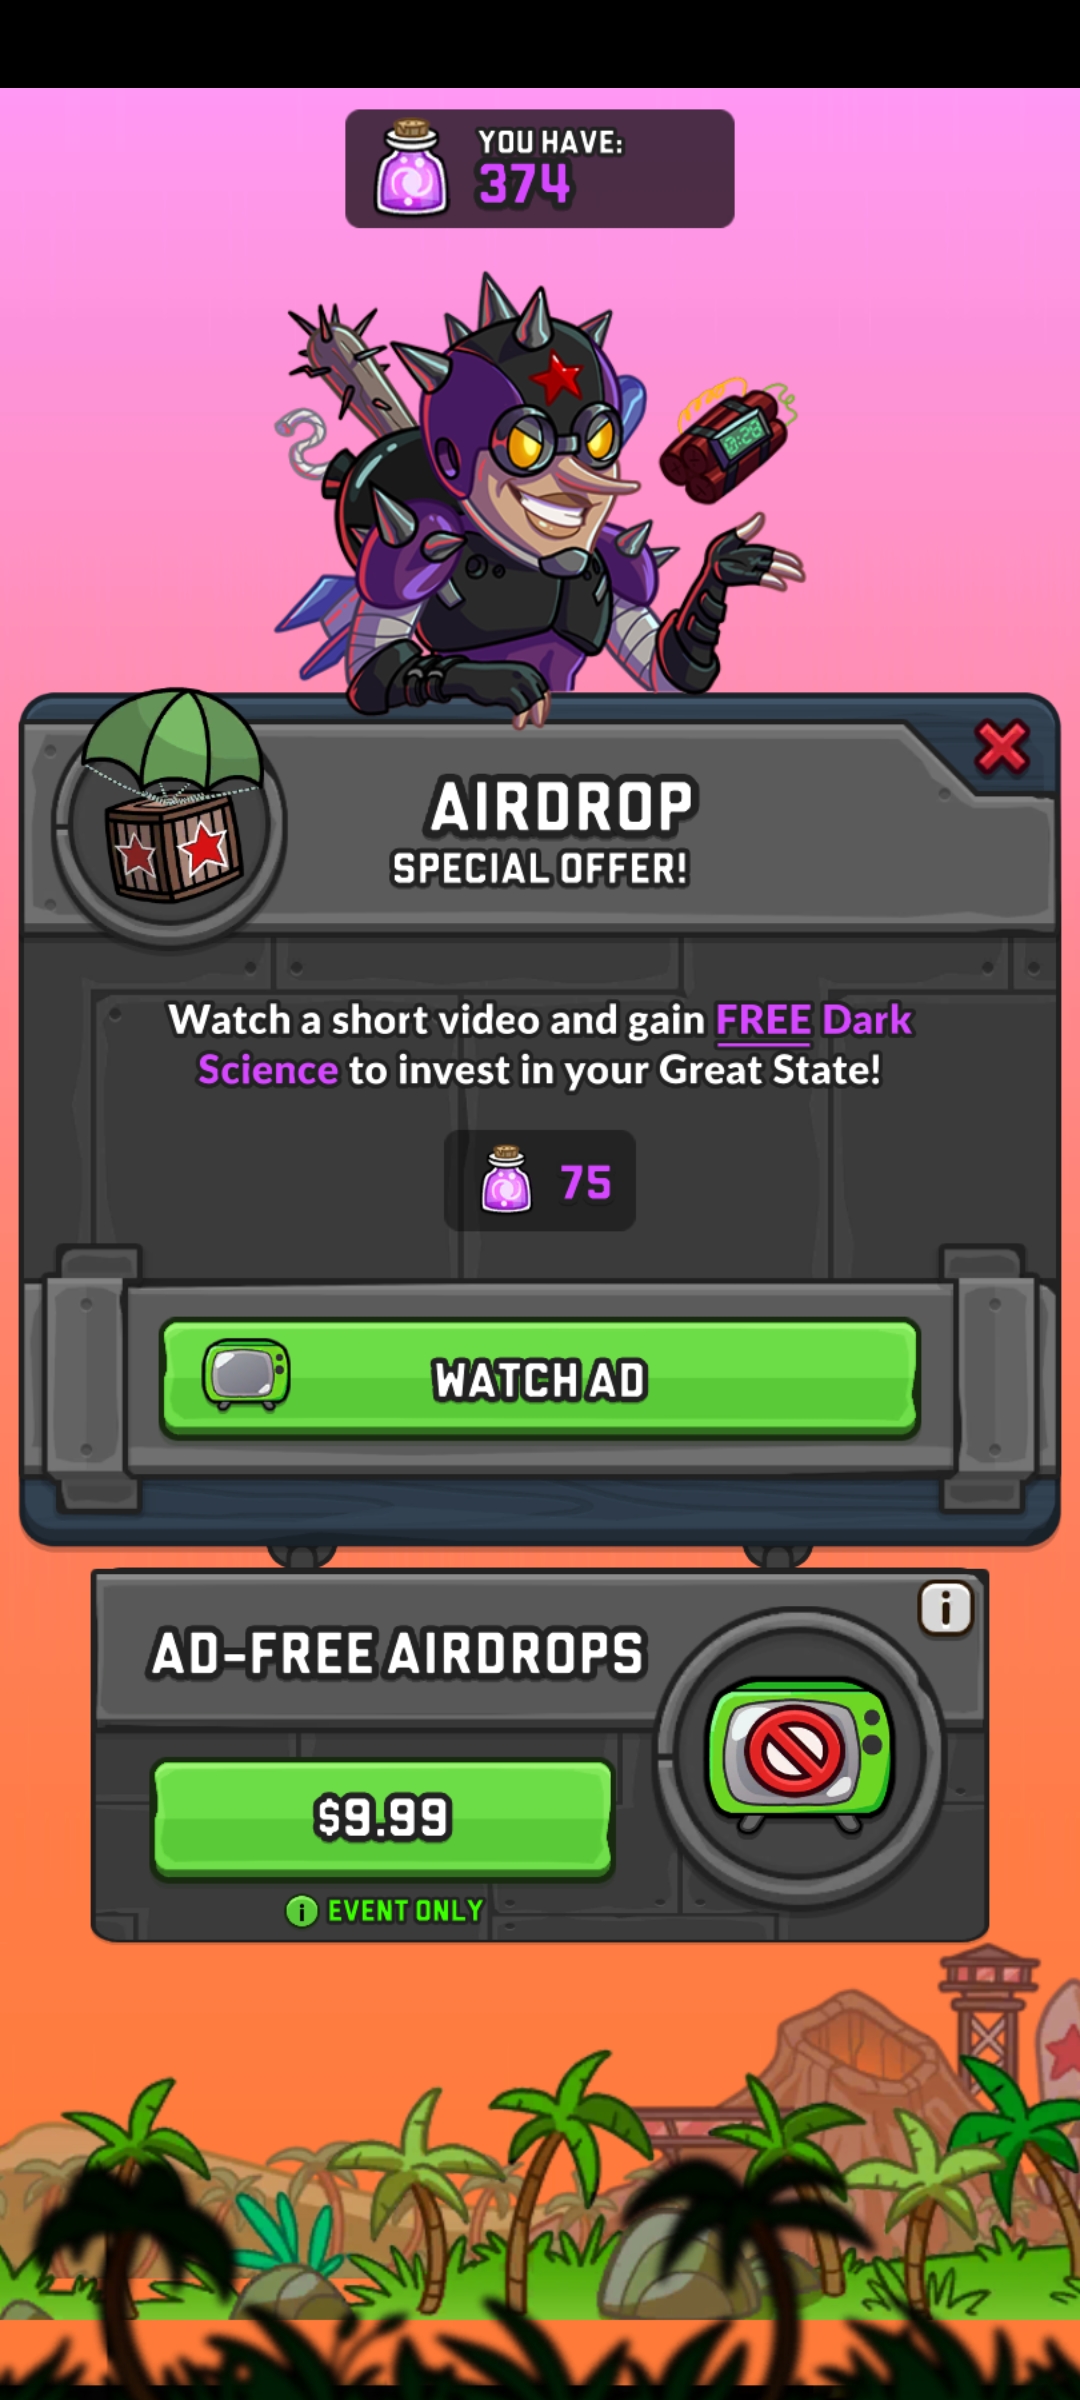 YOU HAVE:
374
0:28
AIRDROP
SPECIAL OFFER!
Watch a short video and gain FREE Dark
Science to invest in your Great State!
75
WATCH AD
AD-FREE AIRDROPS
$9.99
EVENT ONLY